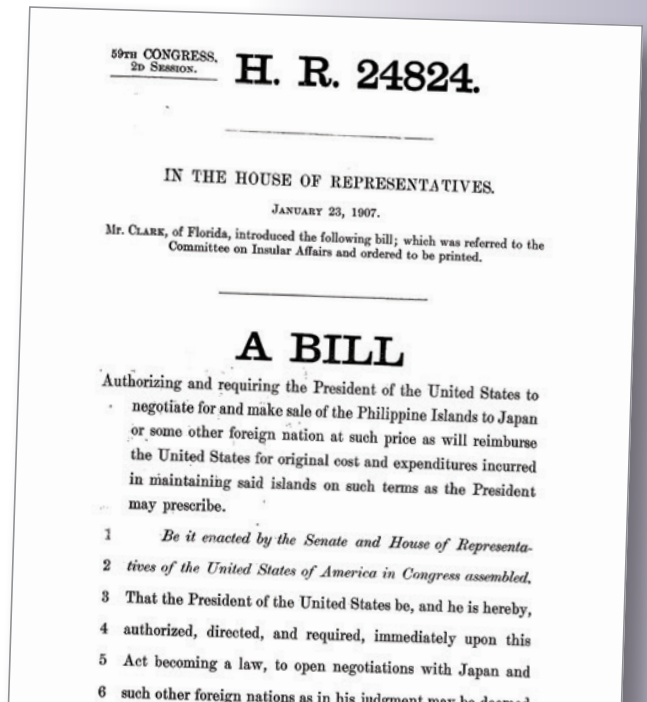 59TH CONGRESS,
2D SESSION.
H. R. 24824.
IN THE HOUSE OF REPRESENTATIVES.
JANUARY 23, 1907.
Mr. CLARK, of Florida, introduced the following bill; which was referred to the
Committee on Insular Affairs and ordered to be printed.
A BILL
Authorizing and requiring the President of the United States to
negotiate for and make sale of the Philippine Islands to Japan
or some other foreign nation at such price as will reimburse
the United States for original cost and expenditures incurred
in maintaining said islands on such terms as the President
may prescribe.
1 Be it enacted by the Senate and House of Representa-
2 tives of the United States of America in Congress assembled,
3 That the President of the United States be, and he is hereby,
4 authorized, directed, and required, immediately upon this
5 Act becoming a law, to open negotiations with Japan and
6 such other foreign nations as in his judgment may be deemed